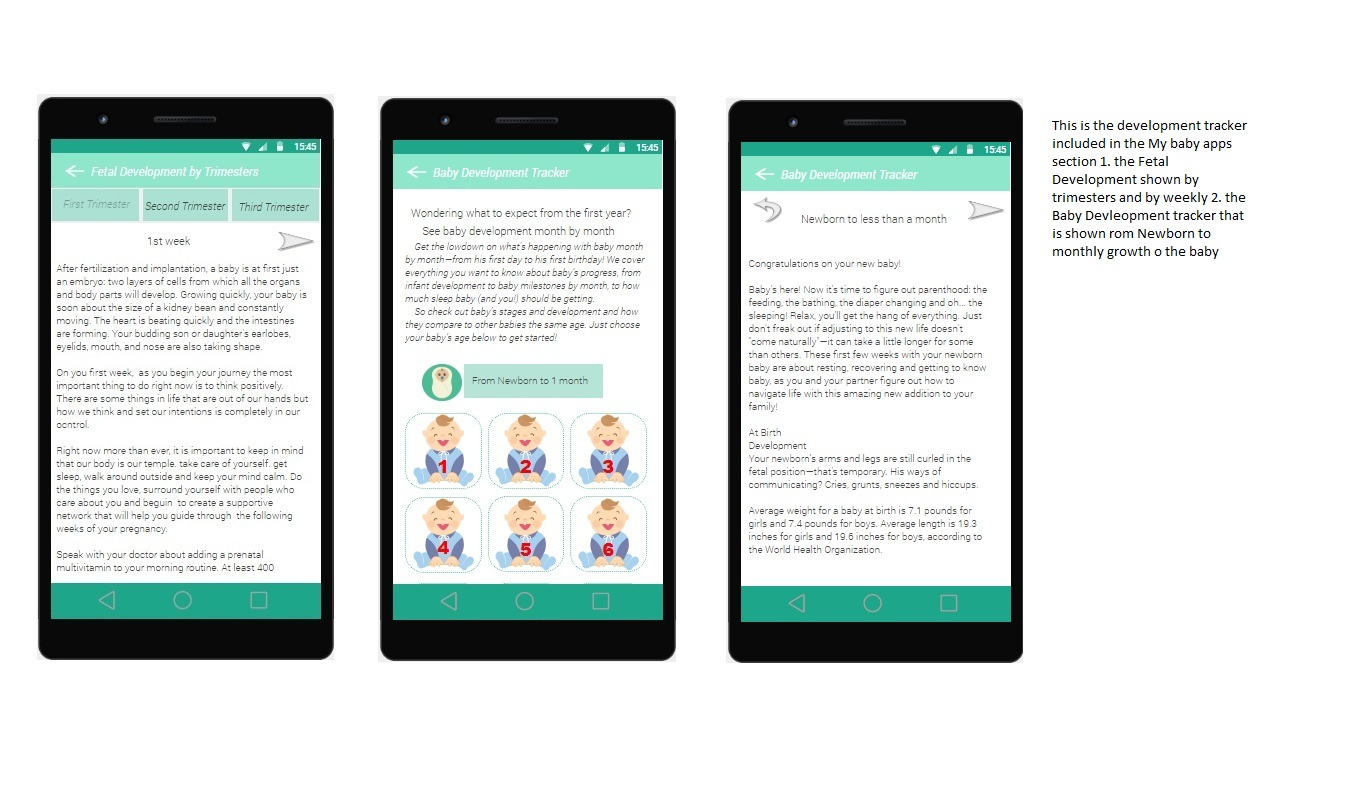 15:45
Fetal Development by Trimesters
First Trimester
Second Trimester
Third Trimester
1st week
After fertilization and implantation, a baby is at first just
an embryo: two layers of cells from which all the organs
and body parts will develop. Growing quickly, your baby is
soon about the size of a kidney bean and constantly
moving. The heart is beating quickly and the intestines
are forming. Your budding son or daughter's earlobes,
eyelids, mouth, and nose are also taking shape.
On you first week, as you begin your journey the most
important thing to do right now is to think positively.
There are some things in life that are out of our hands but
how we think and set our intentions is completely in our
control.
Right now more than ever, it is important to keep in mind
that our body is our temple. take care of yourself. get
sleep, walk around outside and keep your mind calm. Do
the things you love, surround yourself with people who
care about you and beguin to create a supportive
network that will help you guide through the following
weeks of your pregnancy.
Speak with your doctor about adding a prenatal
multivitamin to your morning routine. At least 400
15:45
Baby Development Tracker
Wondering what to expect from the first year?
See baby development month by month
Get the lowdown on what's happening with baby month
by month—from his first day to his first birthday! We cover
everything you want to know about baby's progress, from
infant development to baby milestones by month, to how
much sleep baby (and you!) should be getting.
So check out baby's stages and development and how
they compare to other babies the same age. Just choose
your baby's age below to get started!
From Newborn to 1 month
1
2
3
4
5
6
15:45
Baby Development Tracker
Newborn to less than a month
Congratulations on your new baby!
Baby's here! Now it's time to figure out parenthood: the
feeding, the bathing, the diaper changing and oh... the
sleeping! Relax, you'll get the hang of everything. Just
don't freak out if adjusting to this new life doesn't
"come naturally"—it can take a little longer for some
than others. These first few weeks with your newborn
baby are about resting, recovering and getting to know
baby, as you and your partner figure out how to
navigate life with this amazing new addition to your
family!
At Birth
Development
Your newborn's arms and legs are still curled in the
fetal position—that's temporary. His ways of
communicating? Cries, grunts, sneezes and hiccups.
Average weight for a baby at birth is 7.1 pounds for
girls and 7.4 pounds for boys. Average length is 19.3
inches for girls and 19.6 inches for boys, according to
the World Health Organization.
This is the development tracker
included in the My baby apps
section 1. the Fetal
Development shown by
trimesters and by weekly 2. the
Baby Devleopment tracker that
is shown rom Newborn to
monthly growth o the baby